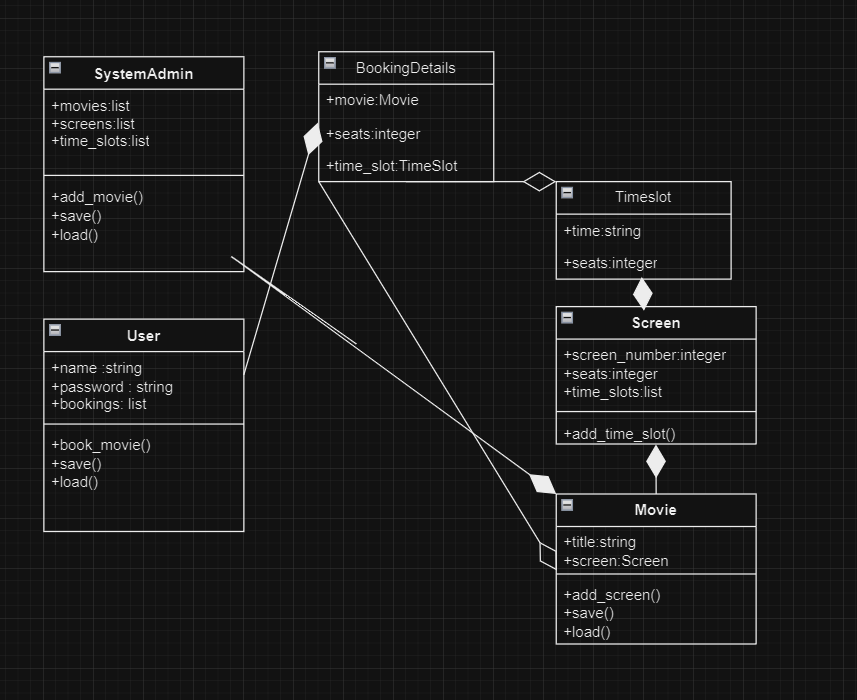 SystemAdmin
+movies:list
+screens:list
+time_slots:list
+add_movie()
+save()
+load()
BookingDetails
+movie:Movie
+seats:integer
+time_slot:TimeSlot
Timeslot
+time:string
+seats:integer
User
+name :string
+password : string
+bookings: list
+book_movie()
+save()
+load()
Screen
+screen_number:integer
+seats:integer
+time_slots:list
+add_time_slot()
Movie
+title:string
+screen:Screen
+add_screen()
+save()
+load()